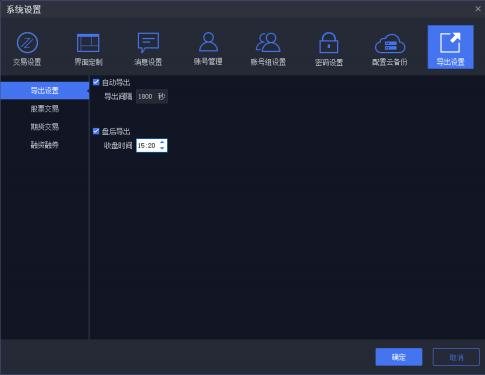 系统设置
交易设置 界面定制 消息设置 账号管理 账号组设置 密码设置 配置云备份 导出设置
导出设置
股票交易
期货交易
融资融券
自动导出
导出间隔 1800 秒
盘后导出
收盘时间 15:20
确定 取消